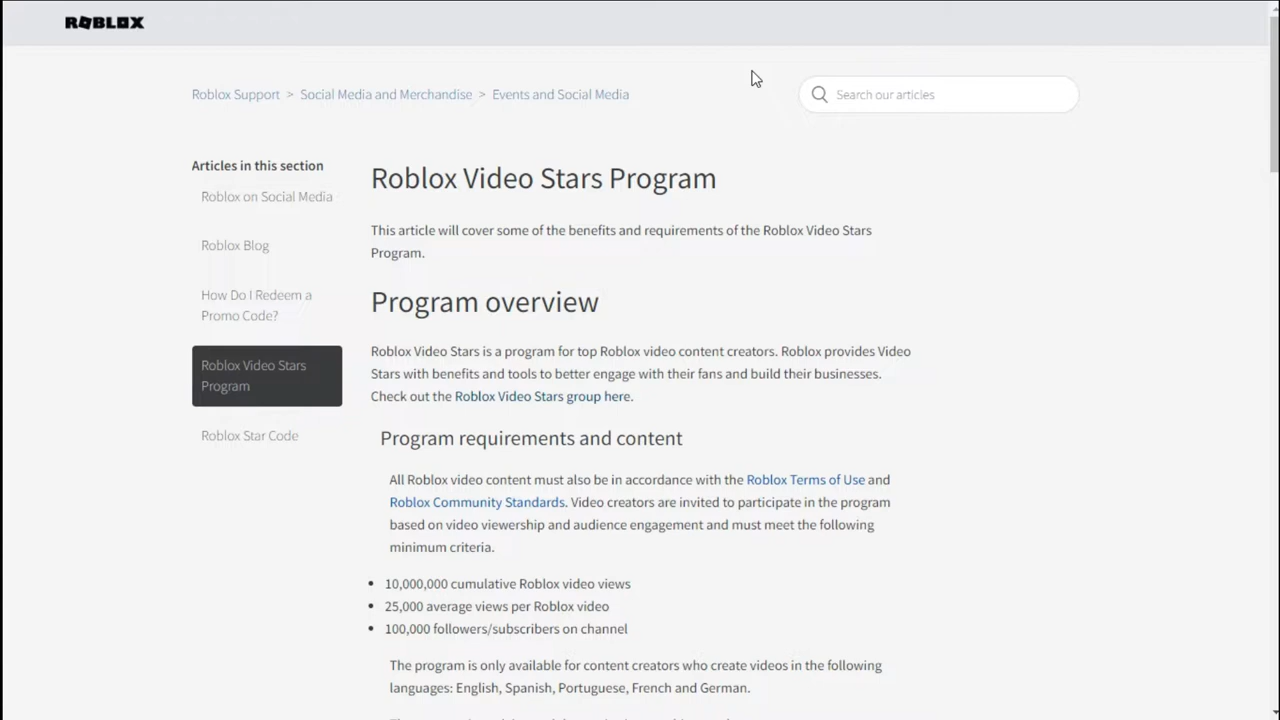 ROBLOX
Roblox Support > Social Media and Merchandise > Events and Social Media
Search our articles
Articles in this section
Roblox on Social Media
Roblox Blog
How Do I Redeem a
Promo Code?
Roblox Video Stars
Program
Roblox Star Code
Roblox Video Stars Program
This article will cover some of the benefits and requirements of the Roblox Video Stars
Program.
Program overview
Roblox Video Stars is a program for top Roblox video content creators. Roblox provides Video
Stars with benefits and tools to better engage with their fans and build their businesses.
Check out the Roblox Video Stars group here.
Program requirements and content
All Roblox video content must also be in accordance with the Roblox Terms of Use and
Roblox Community Standards. Video creators are invited to participate in the program
based on video viewership and audience engagement and must meet the following
minimum criteria.
• 10,000,000 cumulative Roblox video views
• 25,000 average views per Roblox video
• 100,000 followers/subscribers on channel
The program is only available for content creators who create videos in the following
languages: English, Spanish, Portuguese, French and German.